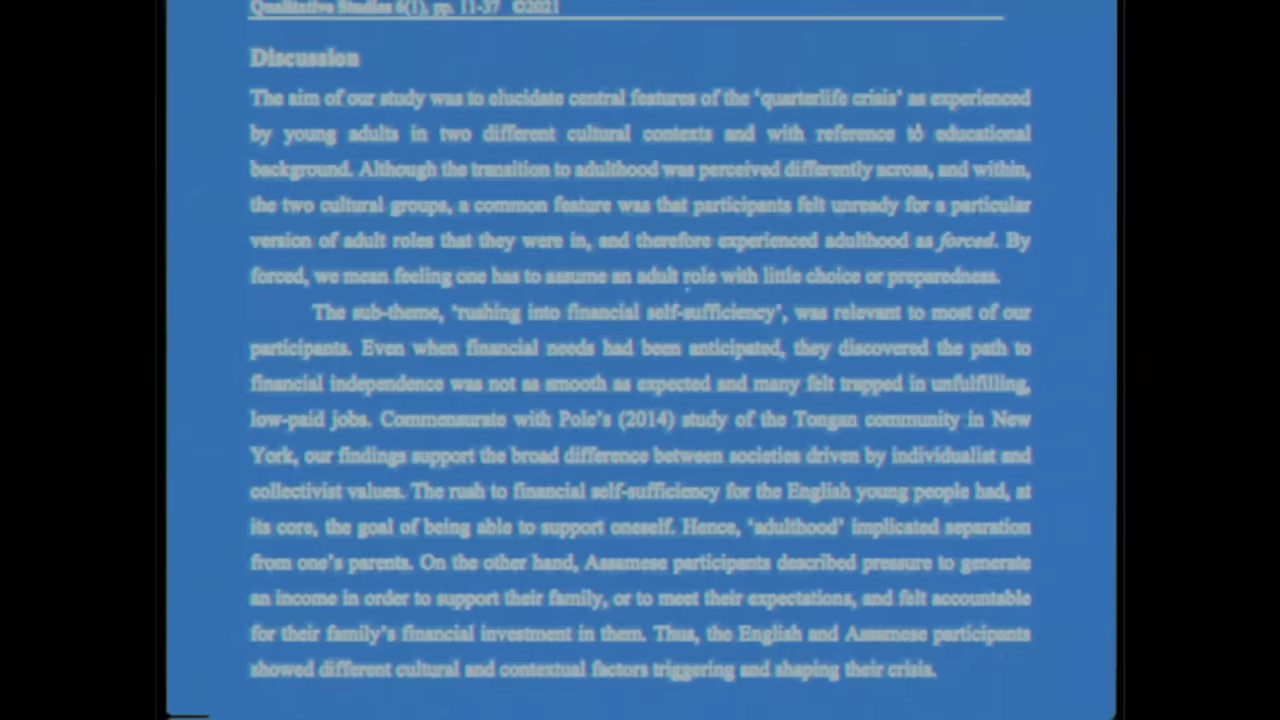 Qualitative Studies 6(1), pp. 11-37 ©2021
Discussion
The aim of our study was to elucidate central features of the 'quarterlife crisis' as experienced
by young adults in two different cultural contexts and with reference to educational
background. Although the transition to adulthood was perceived differently across, and within,
the two cultural groups, a common feature was that participants felt unready for a particular
version of adult roles that they were in, and therefore experienced adulthood as forced. By
forced, we mean feeling one has to assume an adult role with little choice or preparedness.
The sub-theme, 'rushing into financial self-sufficiency', was relevant to most of our
participants. Even when financial needs had been anticipated, they discovered the path to
financial independence was not as smooth as expected and many felt trapped in unfulfilling,
low-paid jobs. Commensurate with Pole's (2014) study of the Tongan community in New
York, our findings support the broad difference between societies driven by individualist and
collectivist values. The rush to financial self-sufficiency for the English young people had, at
its core, the goal of being able to support oneself. Hence, 'adulthood' implicated separation
from one's parents. On the other hand, Assamese participants described pressure to generate
an income in order to support their family, or to meet their expectations, and felt accountable
for their family's financial investment in them. Thus, the English and Assamese participants
showed different cultural and contextual factors triggering and shaping their crisis.